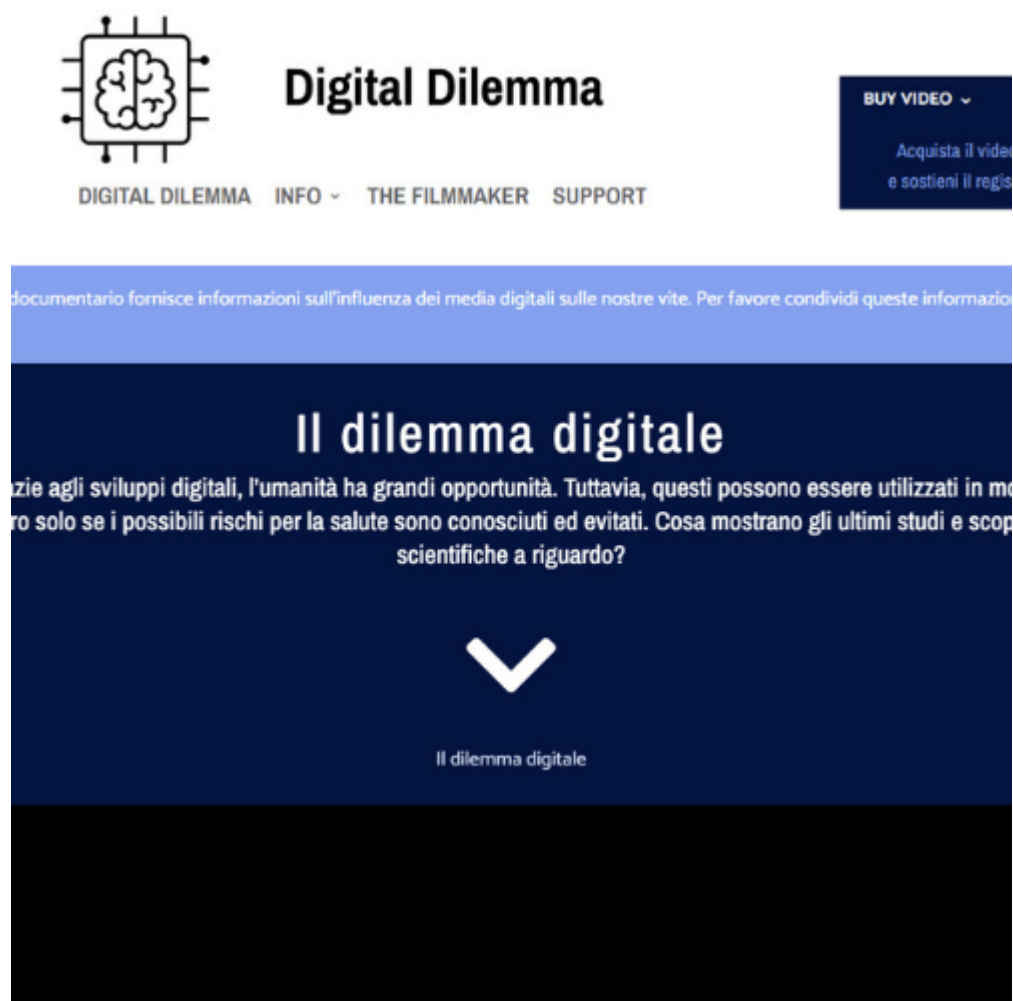 Digital Dilemma
BUY VIDEO
Acquista il video
e sostieni il regis
DIGITAL DILEMMA INFO THE FILMMAKER SUPPORT
documentario fornisce informazioni sull'influenza dei media digitali sulle nostre vite. Per favore condividi queste informazio
Il dilemma digitale
zie agli sviluppi digitali, l'umanità ha grandi opportunità. Tuttavia, questi possono essere utilizzati in mo
ro solo se i possibili rischi per la salute sono conosciuti ed evitati. Cosa mostrano gli ultimi studi e scop
scientifiche a riguardo?
Il dilemma digitale